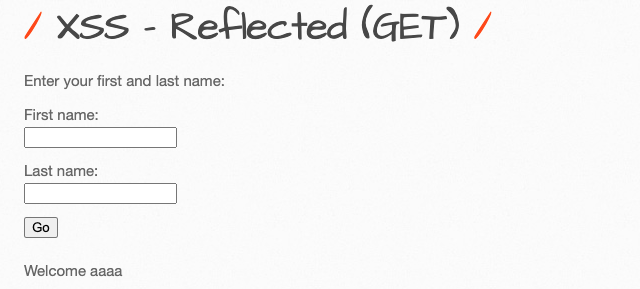 / XSS - Reflected (GET) /
Enter your first and last name:
First name:
Last name:
Go
Welcome aaaa